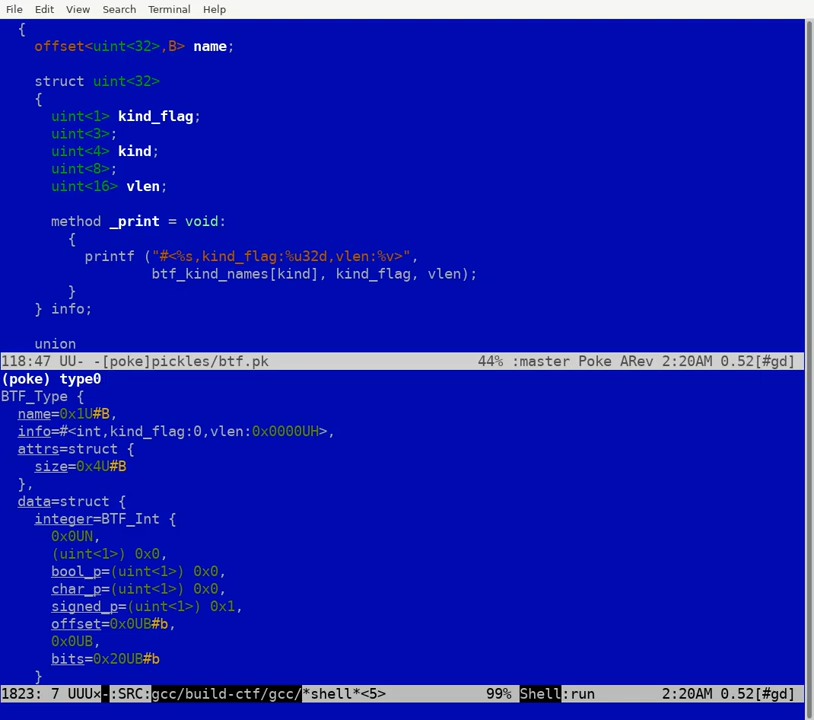 File Edit View Search Terminal Help
{
offset<uint<32>,B> name;
struct uint<32>
{
uint<1> kind_flag;
uint<3>;
uint<4> kind;
uint<8>;
uint<16> vlen;
method _print = void:
{
printf ("#<%s,kind_flag:%u32d,vlen:%v>",
btf_kind_names[kind], kind_flag, vlen);
}
} info;
union
118:47 UU- -[poke]pickles/btf.pk 44% :master Poke ARev 2:20AM 0.52[#gd]
(poke) type0
BTF_Type {
name=0x1U#B,
info=#<int,kind_flag:0,vlen:0x0000UH>,
attrs=struct {
size=0x4U#B
},
data=struct {
integer=BTF_Int {
0x0UN,
(uint<1>) 0x0,
bool_p=(uint<1>) 0x0,
char_p=(uint<1>) 0x0,
signed_p=(uint<1>) 0x1,
offset=0x0UB#b,
0x0UB,
bits=0x20UB#b
}
1823: 7 UUU×-:SRC:gcc/build-ctf/gcc/*shell*<5> 99% Shell:run 2:20AM 0.52[#gd]